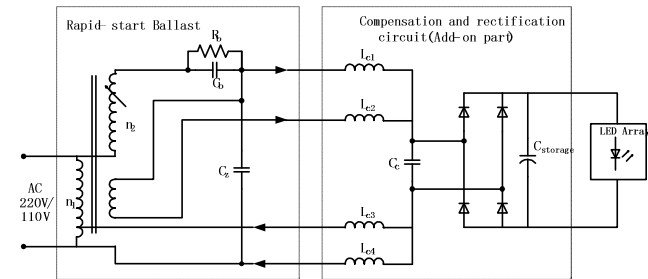 Rapid-start Ballast
Compensation and rectification
circuit(Add-on part)
Rb
Cb
Lc1
Lc2
n2
LED Array
Cstorage
Cz
Cc
AC
220V/
110V
n1
Lc3
Lc4